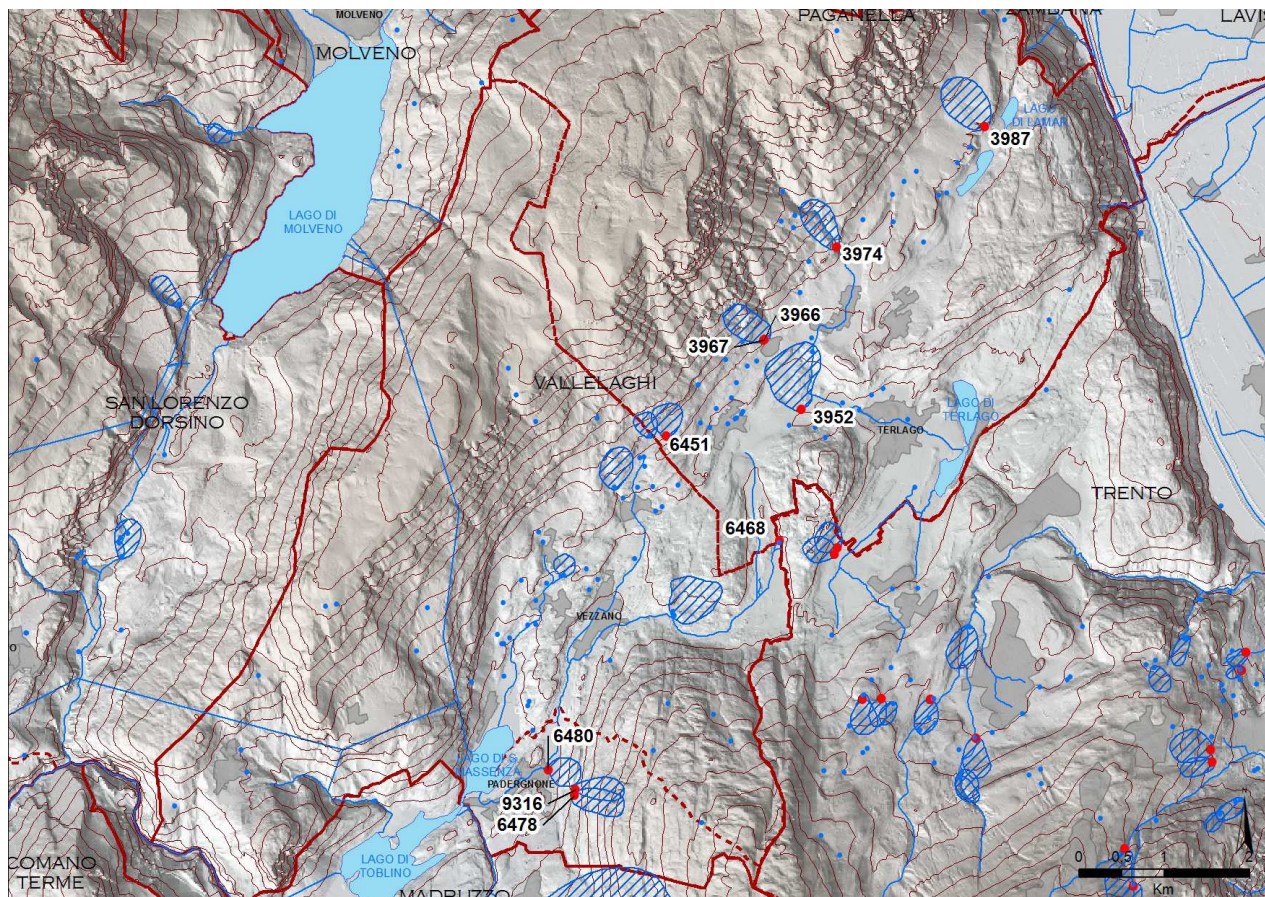 MOLVENO
PAGANELLA
ZAMBANA
MOLVENO
LAGO
DI LAMAR
3987
LAGO DI
MOLVENO
3974
3966
3967
VALLELAGHI
SAN LORENZO
DORSINO
3952
LAGO DI
TERLAGO
TERLAGO
6451
TRENTO
6468
VEZZANO
6480
LAGO DI S.
MASSENZA
PADERGNONE
9316
6478
LAGO DI
TOBLINO
COMANO
TERME
MADRUZZO
0 0,5 1 2
Km